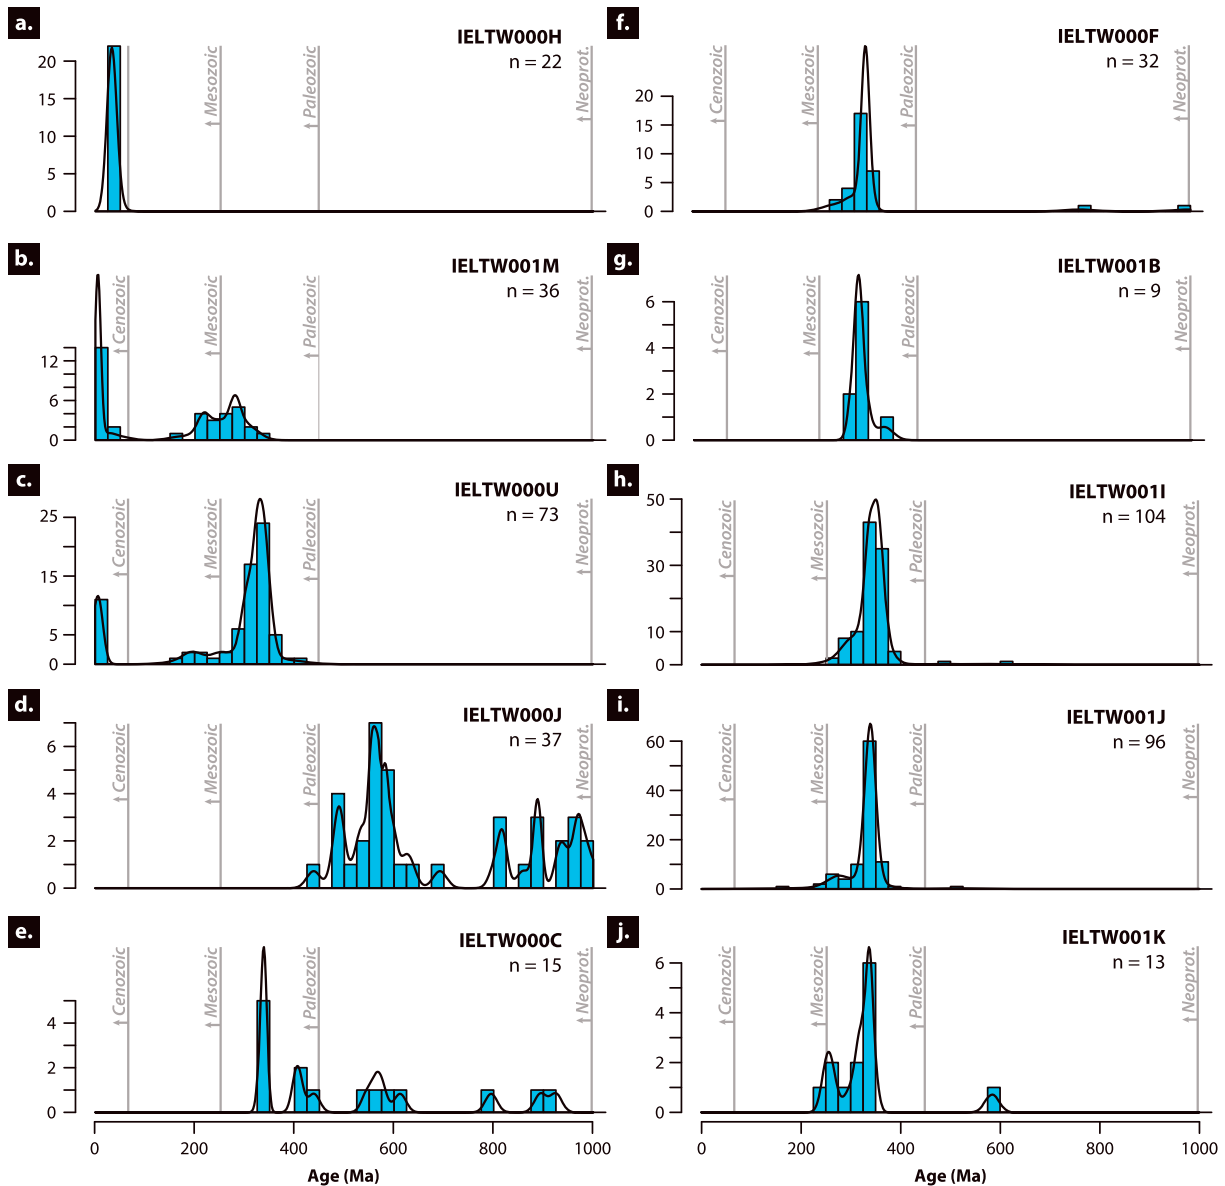 a.
IELTW000H
n = 22
Mesozoic
Paleozoic
Neoprot.
20
15
10
5
0
b.
IELTW001M
n = 36
Cenozoic
Mesozoic
Paleozoic
Neoprot.
12
6
0
c.
IELTW000U
n = 73
Cenozoic
Mesozoic
Paleozoic
Neoprot.
25
15
5
0
d.
IELTW000J
n = 37
Cenozoic
Mesozoic
Paleozoic
Neoprot.
6
4
2
0
e.
IELTW000C
n = 15
Cenozoic
Mesozoic
Paleozoic
Neoprot.
4
2
0
0 200 400 600 800 1000
Age (Ma)
f.
IELTW000F
n = 32
Cenozoic
Mesozoic
Paleozoic
Neoprot.
20
15
10
5
0
g.
IELTW001B
n = 9
Cenozoic
Mesozoic
Paleozoic
Neoprot.
6
4
2
0
h.
IELTW001I
n = 104
Cenozoic
Mesozoic
Paleozoic
Neoprot.
50
30
10
0
i.
IELTW001J
n = 96
Cenozoic
Mesozoic
Paleozoic
Neoprot.
60
40
20
0
j.
IELTW001K
n = 13
Cenozoic
Mesozoic
Paleozoic
Neoprot.
6
4
2
0
0 200 400 600 800 1000
Age (Ma)